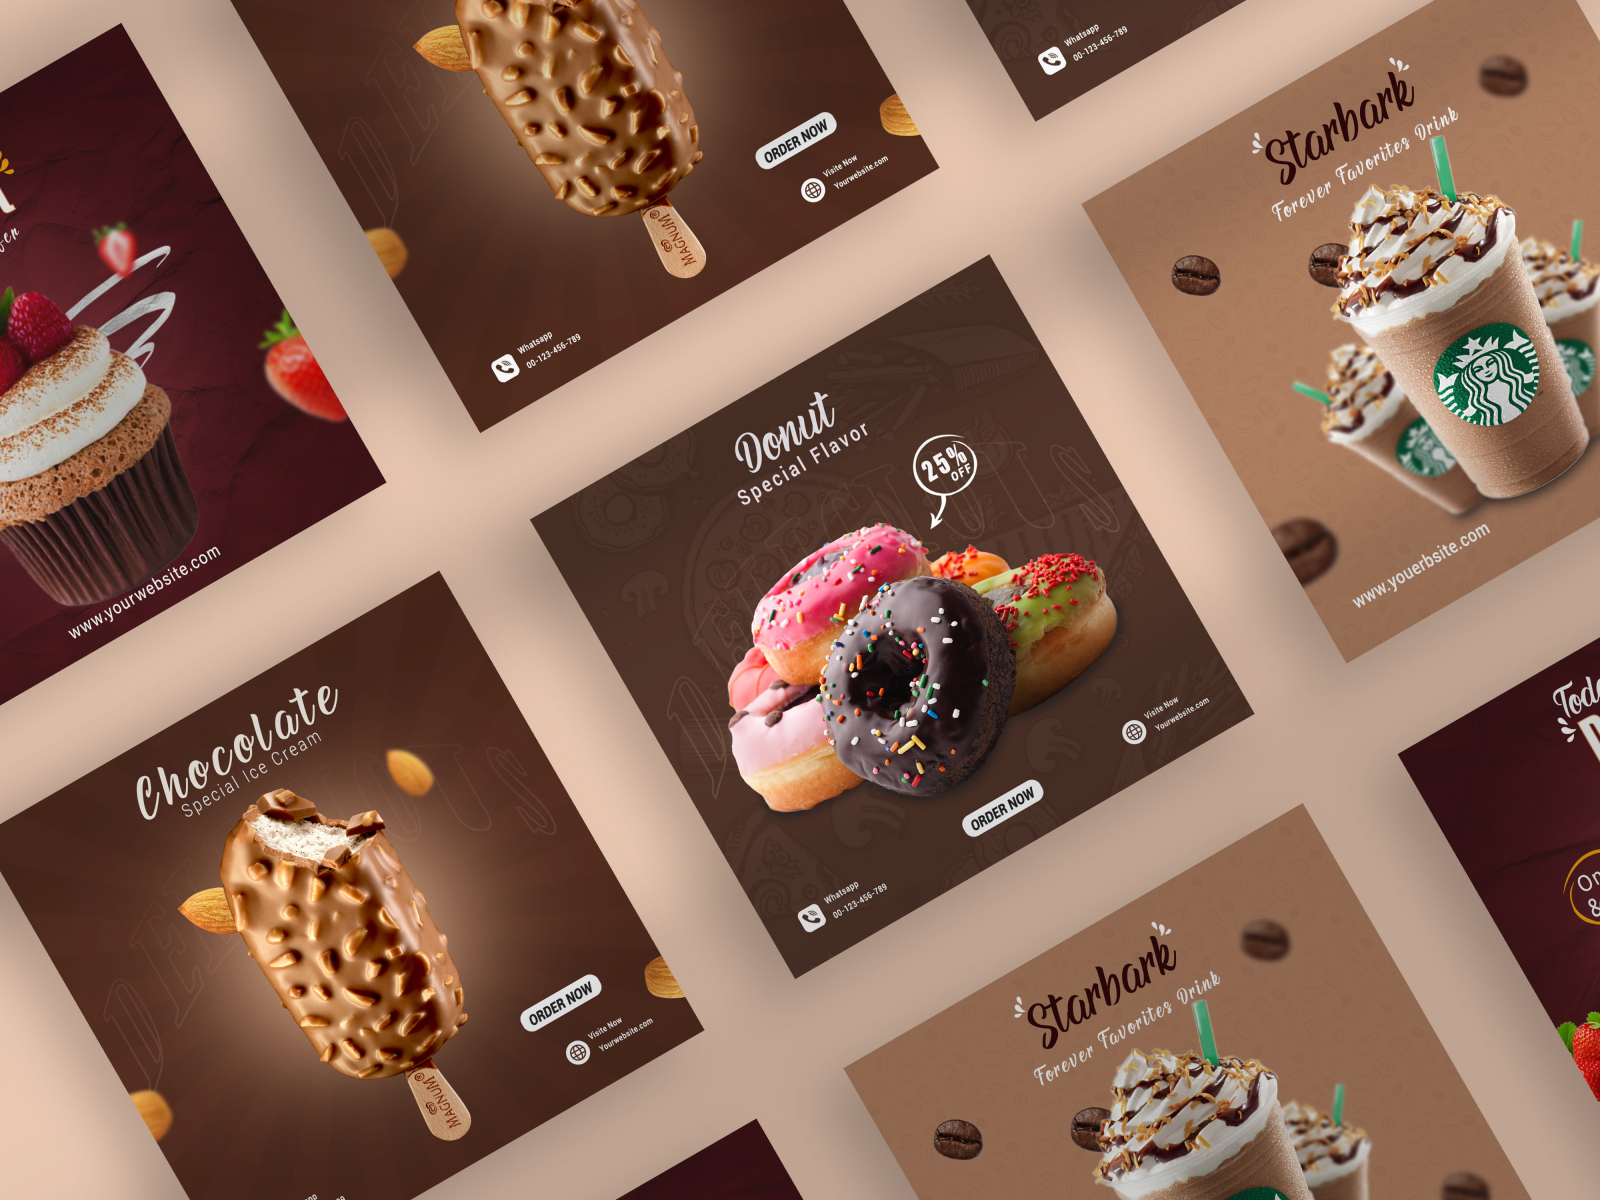 ORDER NOW
Visite Now
Yourwebsite.com
MAGNUM
Whatsapp
00-123-456-789
Whatsapp
00-123-456-789
Starbark
Forever Favorites Drink
www.youerbsite.com
www.yourwebsite.com
Donut
Special Flavor
25%
OFF
DELICIOUS
ORDER NOW
Visite Now
Yourwebsite.com
Whatsapp
00-123-456-789
Chocolate
Special Ice Cream
DELICIOUS
ORDER NOW
Visite Now
Yourwebsite.com
MAGNUM
Starbark
Forever Favorites Drink
&